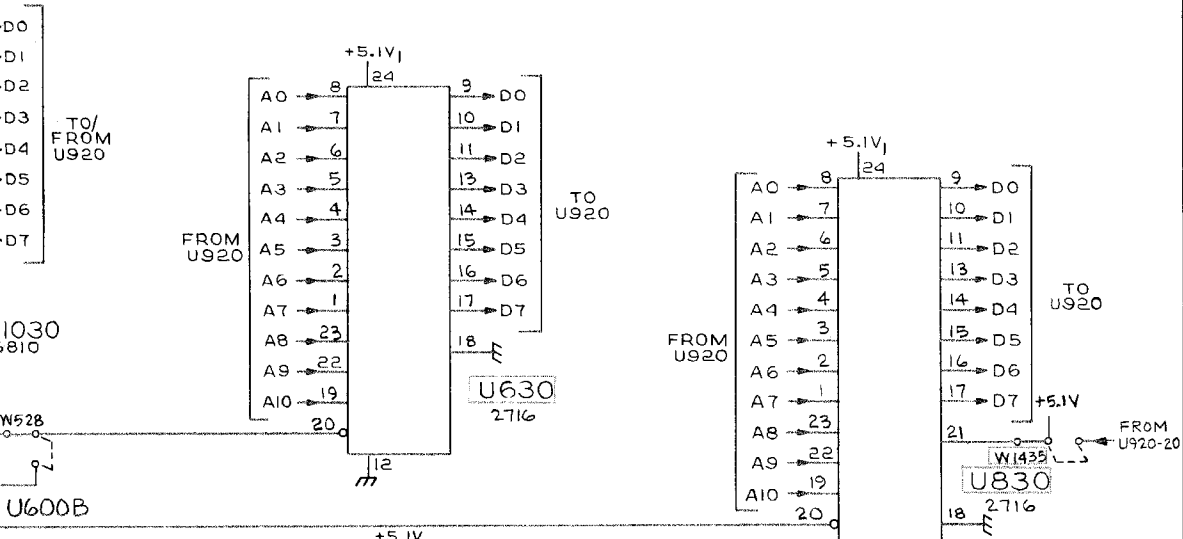 D0
D1
D2
D3
D4
D5
D6
D7
TO/
FROM
U920
1030
6810
W528
U600B
+5.1V
24
FROM
U920
A0 8
A1 7
A2 6
A3 5
A4 4
A5 3
A6 2
A7 1
A8 23
A9 22
A10 19
20
9 D0
10 D1
11 D2
13 D3
14 D4
15 D5
16 D6
17 D7
18
TO
U920
U630
2716
12
+5.1V
+5.1V
24
FROM
U920
A0 8
A1 7
A2 6
A3 5
A4 4
A5 3
A6 2
A7 1
A8 23
A9 22
A10 19
20
9 D0
10 D1
11 D2
13 D3
14 D4
15 D5
16 D6
17 D7
TO
U920
+5.1V
21
FROM
U920-20
W1435
U830
2716
18